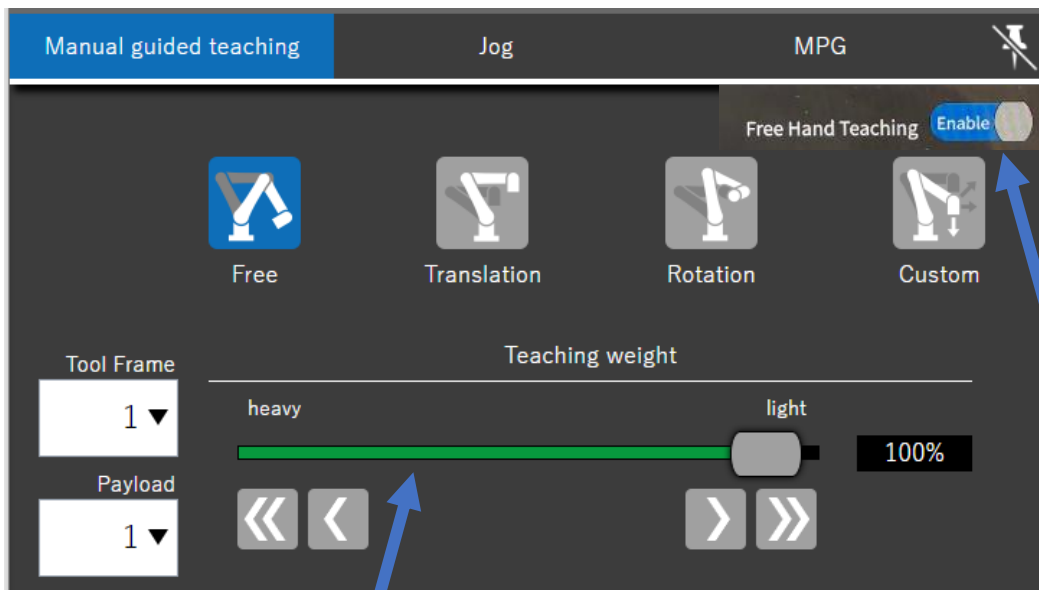 Manual guided teaching Jog MPG
Free Hand Teaching Enable
Free Translation Rotation Custom
Tool Frame
1
Payload
1
Teaching weight
heavy light
100%